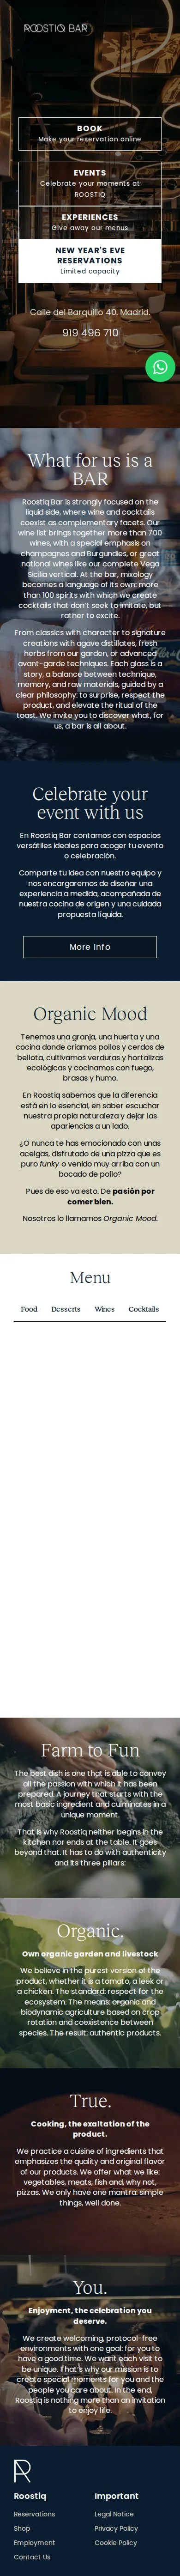 ROOSTIQ BAR
BOOK
Make your reservation online
EVENTS
Celebrate your moments at
ROOSTIQ
EXPERIENCES
Give away our menus
NEW YEAR'S EVE
RESERVATIONS
Limited capacity
Calle del Barquillo 40. Madrid.
919 496 710
What for us is a
BAR
Roostiq Bar is strongly focused on the
liquid side, where wine and cocktails
coexist as complementary facets. Our
wine list brings together more than 700
wines, with a special emphasis on
champagnes and Burgundies, or great
national wines like our complete Vega
Sicilia vertical. At the bar, mixology
becomes a language of its own: more
than 100 spirits with which we create
cocktails that don't seek to imitate, but
rather to excite.
From classics with character to signature
creations with agave distillates, fresh
herbs from our garden, or advanced
avant-garde techniques. Each glass is a
story, a balance between technique,
memory, and raw materials, guided by a
clear philosophy: to surprise, respect the
product, and elevate the ritual of the
toast. We invite you to discover what, for
us, a bar is all about.
Celebrate your
event with us
En Roostiq Bar contamos con espacios
versátiles ideales para acoger tu evento
o celebración.
Comparte tu idea con nuestro equipo y
nos encargaremos de diseñar una
experiencia a medida, acompañada de
nuestra cocina de origen y una cuidada
propuesta líquida.
More info
Organic Mood
Tenemos una granja, una huerta y una
cocina donde criamos pollos y cerdos de
bellota, cultivamos verduras y hortalizas
ecológicas y cocinamos con fuego,
brasas y humo.
En Roostiq sabemos que la diferencia
está en lo esencial, en saber escuchar
nuestra propia naturaleza y dejar las
apariencias a un lado.
¿O nunca te has emocionado con unas
acelgas, disfrutado de una pizza que es
puro funky o venido muy arriba con un
bocado de pollo?
Pues de eso va esto. De pasión por
comer bien.
Nosotros lo llamamos Organic Mood.
Menu
Food Desserts Wines Cocktails
Farm to Fun
The best dish is one that is able to convey
all the passion with which it has been
prepared. A journey that starts with the
most basic ingredient and culminates in a
unique moment.
That is why Roostiq neither begins in the
kitchen nor ends at the table. It goes
beyond that. It has to do with authenticity
and its three pillars:
Organic.
Own organic garden and livestock
We believe in the purest version of the
product, whether it is a tomato, a leek or
a chicken. The standard: respect for the
ecosystem. The means: organic and
biodynamic agriculture based on crop
rotation and coexistence between
species. The result: authentic products.
True.
Cooking, the exaltation of the
product.
We practice a cuisine of ingredients that
emphasizes the quality and original flavor
of our products. We offer what we like:
vegetables, meats, fish and, why not,
pizzas. We only have one mantra: simple
things, well done.
You.
Enjoyment, the celebration you
deserve.
We create welcoming, protocol-free
environments with one goal: for you to
have a good time. We want each visit to
be unique. That's why our mission is to
create special moments for you and the
people you care about. In the end,
Roostiq is nothing more than an invitation
to enjoy life.
Roostiq
Reservations
Shop
Employment
Contact Us
Important
Legal Notice
Privacy Policy
Cookie Policy